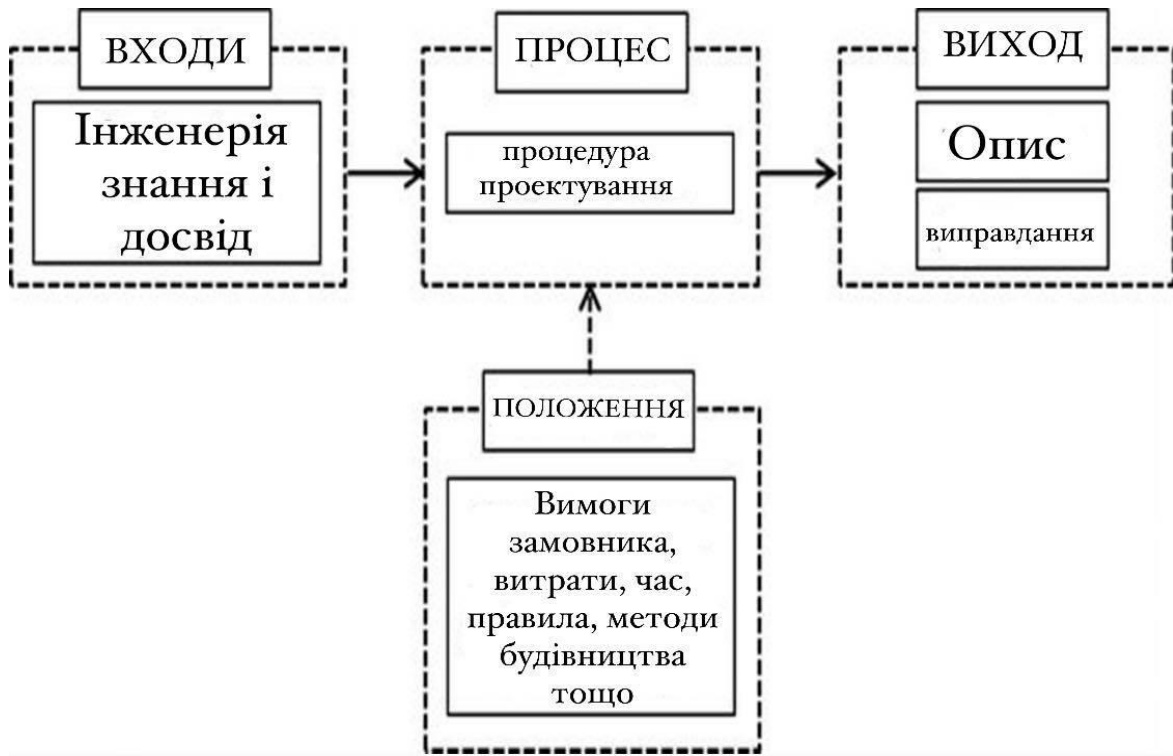 ВХОДИ
Інженерія
знання і
досвід
ПРОЦЕС
процедура
проектування
ВИХОД
Опис
виправдання
ПОЛОЖЕННЯ
Вимоги
замовника,
витрати, час,
правила, методи
будівництва
тощо